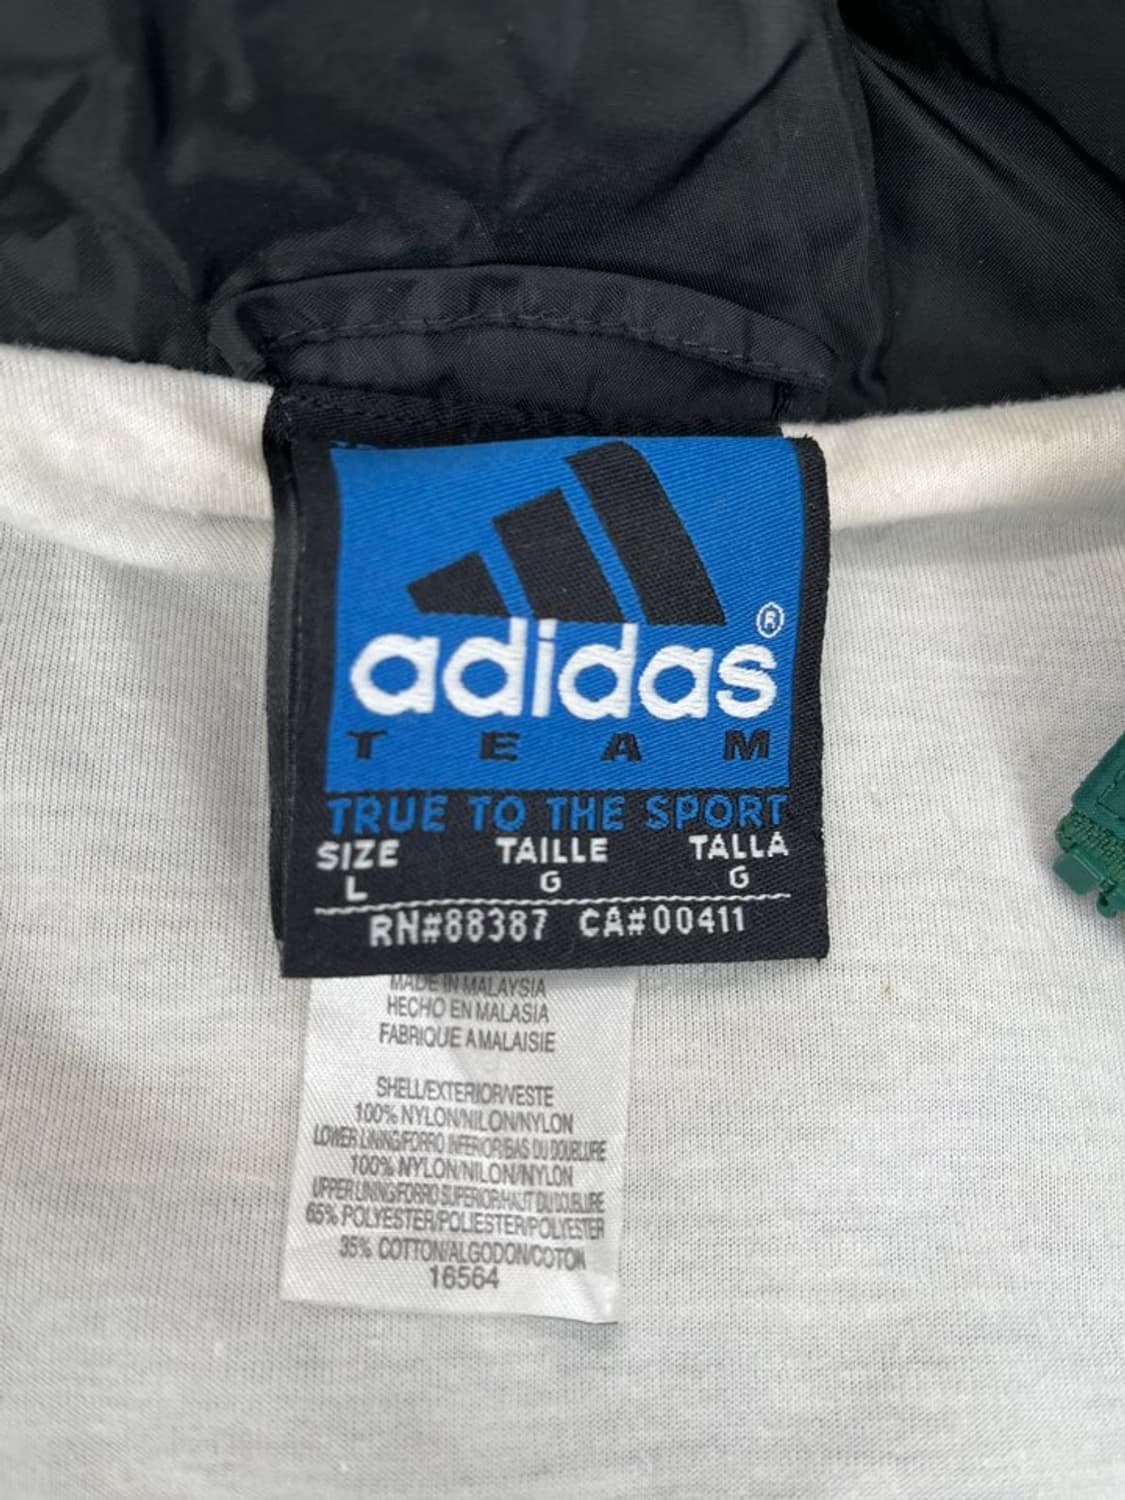 adidas®
TEAM
TRUE TO THE SPORT
SIZE TAILLE TALLA
L G G
RN#88387 CA#00411
MADE IN MALAYSIA
HECHO EN MALASIA
FABRIQUE A MALAISIE
SHELL/EXTERIOR/VESTE
100% NYLON/NILON/NYLON
LOWER LINING/FORRO INFERIOR/BAS DU DOUBLURE
100% NYLON/NILON/NYLON
UPPER LINING/FORRO SUPERIOR/HAUT DU DOUBLURE
65% POLYESTER/POLIESTER/POLYESTER
35% COTTON/ALGODON/COTON
16564